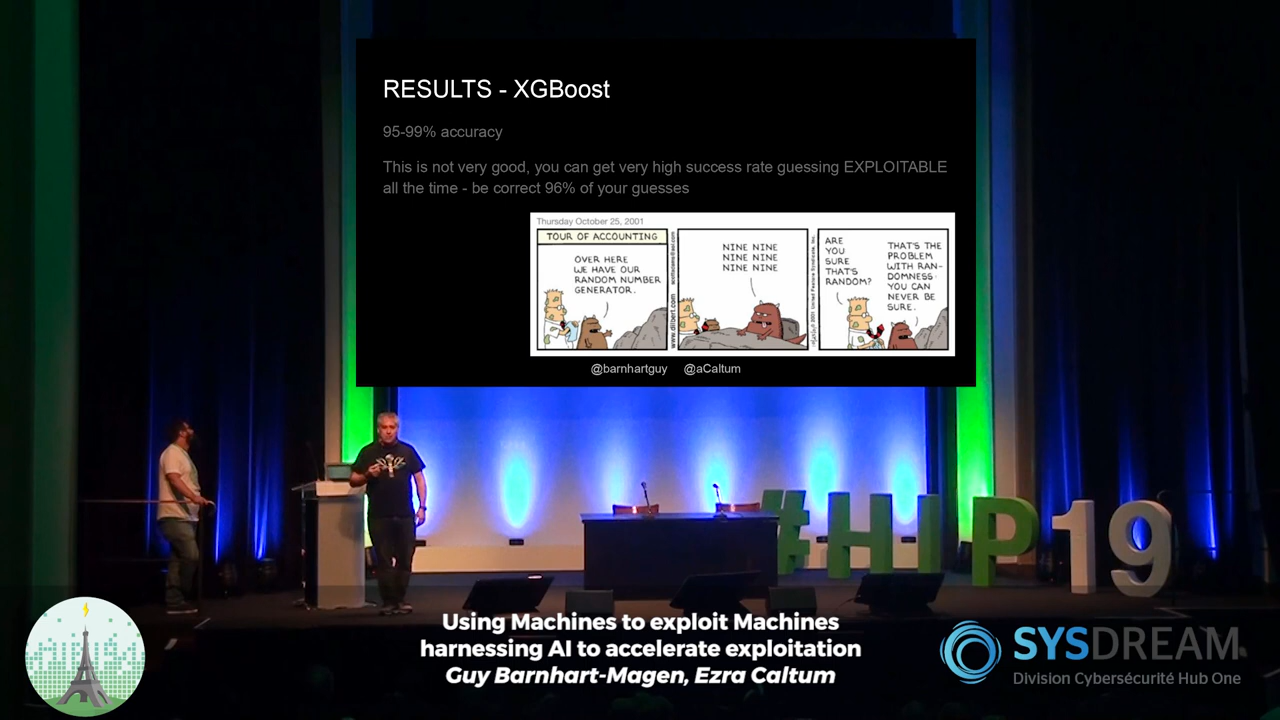 RESULTS - XGBoost
95-99% accuracy
This is not very good, you can get very high success rate guessing EXPLOITABLE
all the time - be correct 96% of your guesses
Thursday October 25, 2001
TOUR OF ACCOUNTING
OVER HERE
WE HAVE OUR
RANDOM NUMBER
GENERATOR.
www.dilbert.com
NINE NINE
NINE NINE
NINE NINE
ARE
YOU
SURE
THAT'S
RANDOM?
THAT'S THE
PROBLEM
WITH RAN-
DOMNESS -
YOU CAN
NEVER BE
SURE.
@barnhartguy @aCaltum
#HIP19
Using Machines to exploit Machines
harnessing AI to accelerate exploitation
Guy Barnhart-Magen, Ezra Caltum
SYSDREAM
Division Cybersécurité Hub One